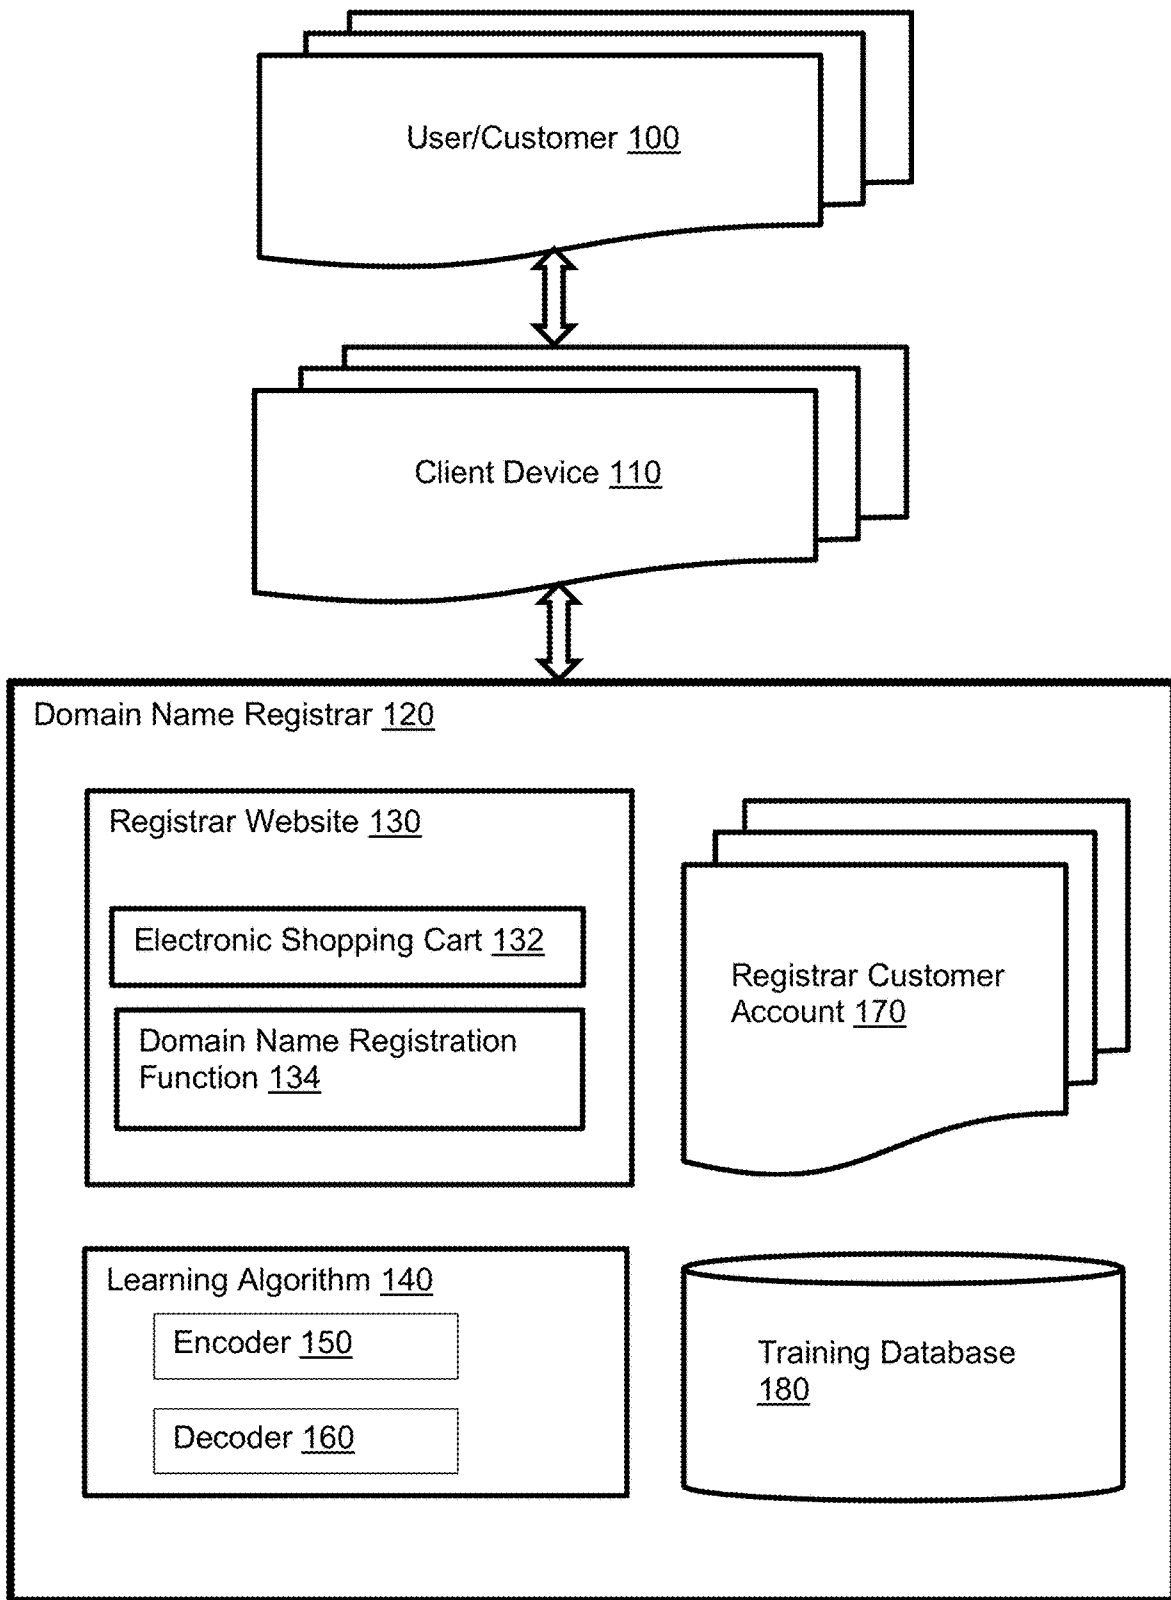 User/Customer 100
Client Device 110
Domain Name Registrar 120
Registrar Website 130
Electronic Shopping Cart 132
Domain Name Registration
Function 134
Registrar Customer
Account 170
Learning Algorithm 140
Encoder 150
Decoder 160
Training Database
180